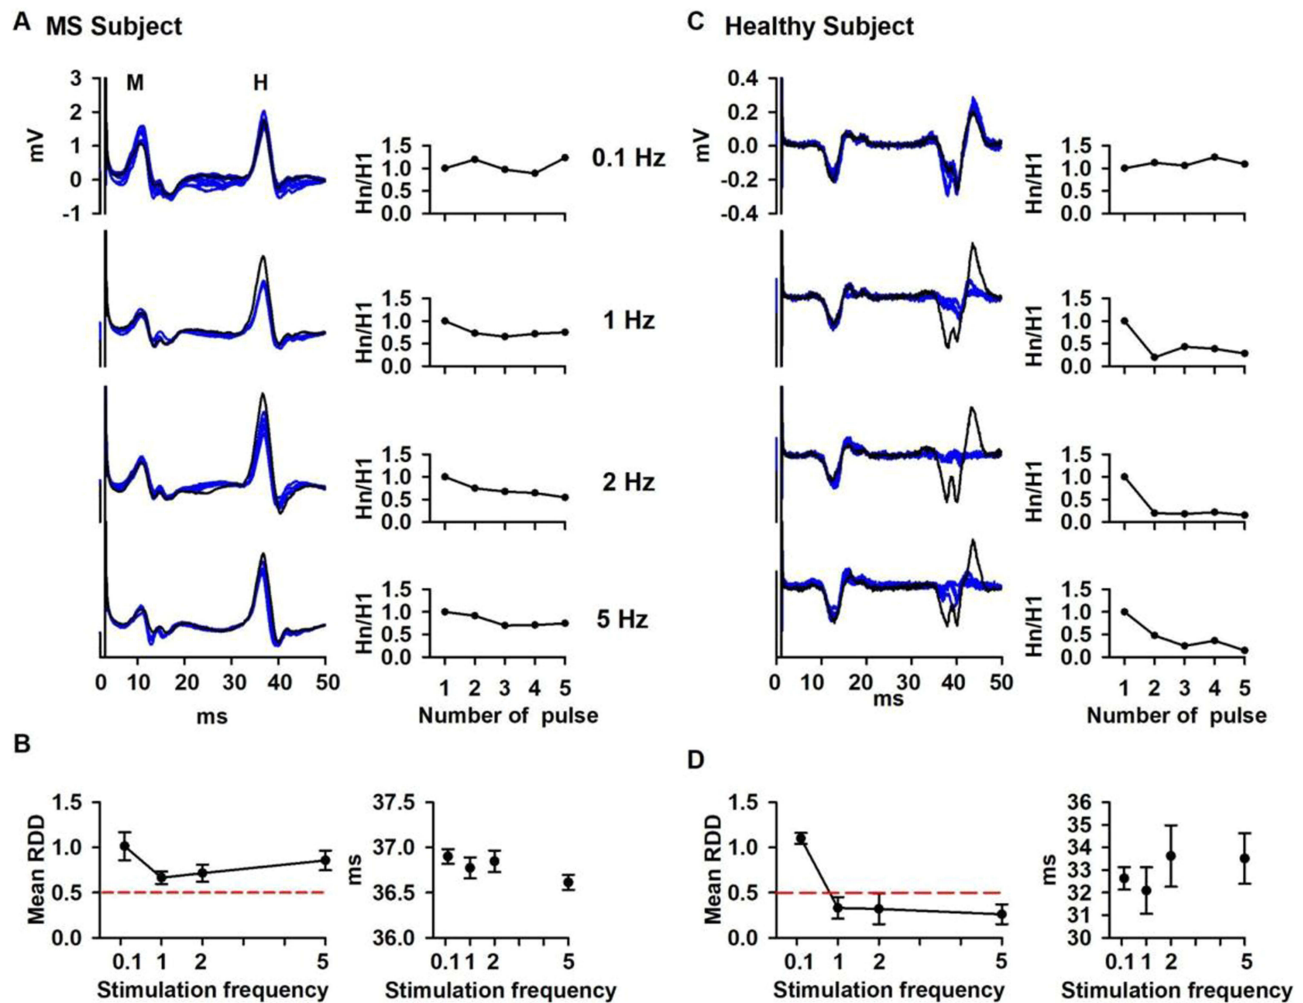 A MS Subject
M H
3
2
1
0
-1
mV
1.5
1.0
0.5
0.0
Hn/H1
0.1 Hz
1.5
1.0
0.5
0.0
Hn/H1
1 Hz
1.5
1.0
0.5
0.0
Hn/H1
2 Hz
1.5
1.0
0.5
0.0
Hn/H1
5 Hz
0 10 20 30 40 50
ms
1 2 3 4 5
Number of pulse
C Healthy Subject
0.4
0.2
0.0
-0.2
-0.4
mV
1.5
1.0
0.5
0.0
Hn/H1
1.5
1.0
0.5
0.0
Hn/H1
1.5
1.0
0.5
0.0
Hn/H1
1.5
1.0
0.5
0.0
Hn/H1
0 10 20 30 40 50
ms
1 2 3 4 5
Number of pulse
B
1.5
1.0
0.5
0.0
Mean RDD
0.1 1 2 5
Stimulation frequency
37.5
37.0
36.5
36.0
ms
0.1 1 2 5
Stimulation frequency
D
1.5
1.0
0.5
0.0
Mean RDD
0.1 1 2 5
Stimulation frequency
36
35
34
33
32
31
30
ms
0.1 1 2 5
Stimulation frequency